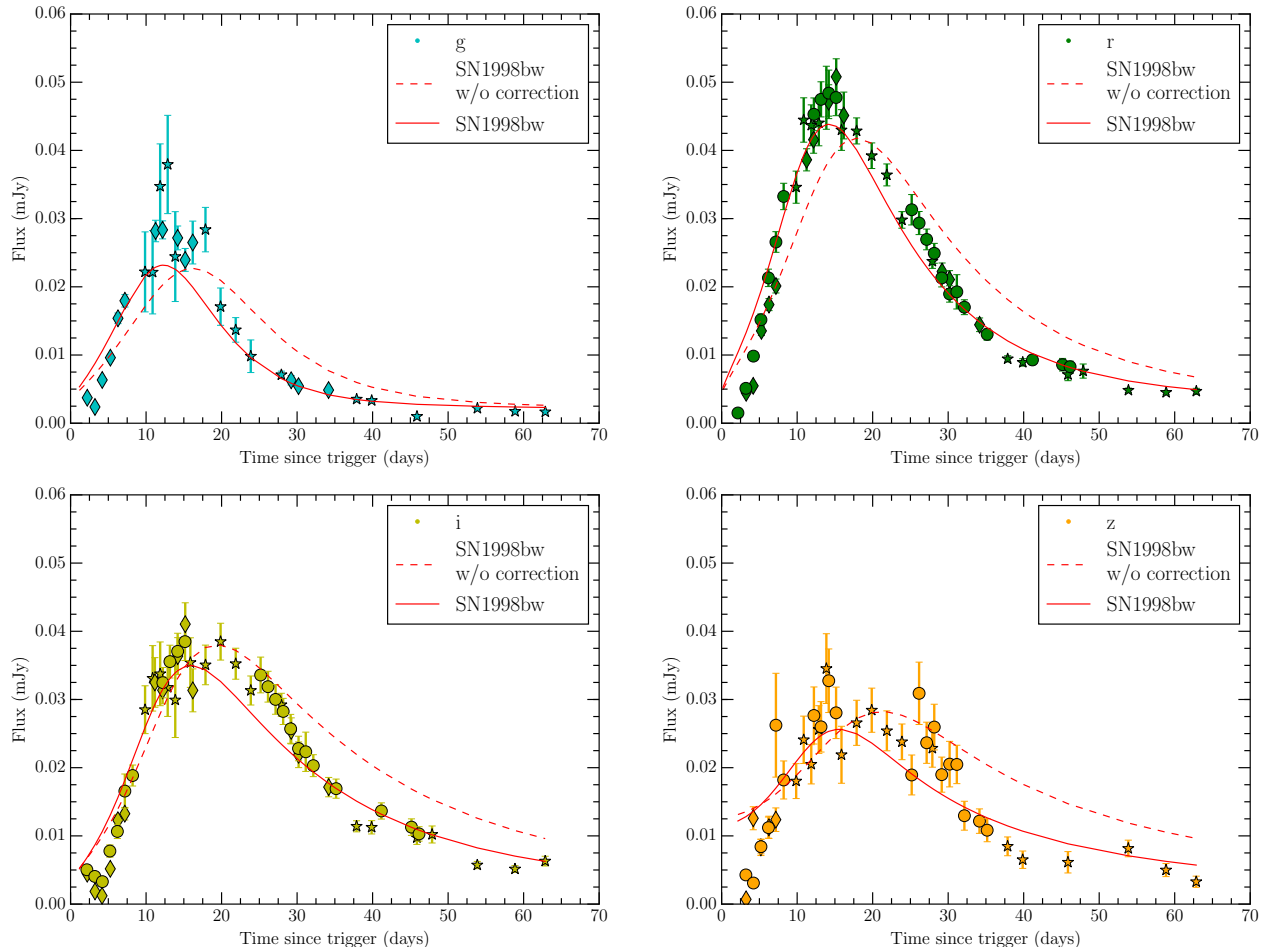 0.06
0.05
0.04
0.03
0.02
0.01
0.00
Flux (mJy)
0 10 20 30 40 50 60 70
Time since trigger (days)
g
SN1998bw
w/o correction
SN1998bw
0.06
0.05
0.04
0.03
0.02
0.01
0.00
Flux (mJy)
0 10 20 30 40 50 60 70
Time since trigger (days)
r
SN1998bw
w/o correction
SN1998bw
0.06
0.05
0.04
0.03
0.02
0.01
0.00
Flux (mJy)
0 10 20 30 40 50 60 70
Time since trigger (days)
i
SN1998bw
w/o correction
SN1998bw
0.06
0.05
0.04
0.03
0.02
0.01
0.00
Flux (mJy)
0 10 20 30 40 50 60 70
Time since trigger (days)
z
SN1998bw
w/o correction
SN1998bw